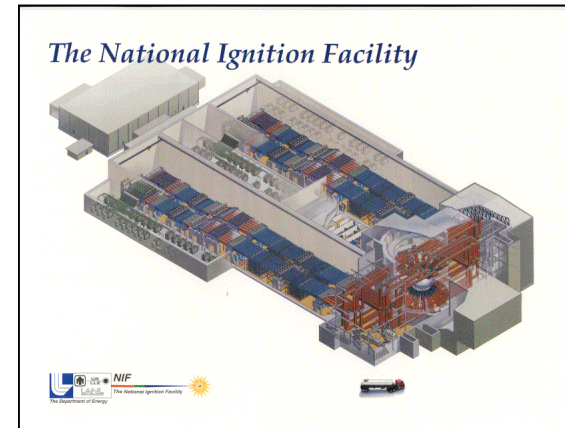 The National Ignition Facility
NIF
The National Ignition Facility
The Department of Energy